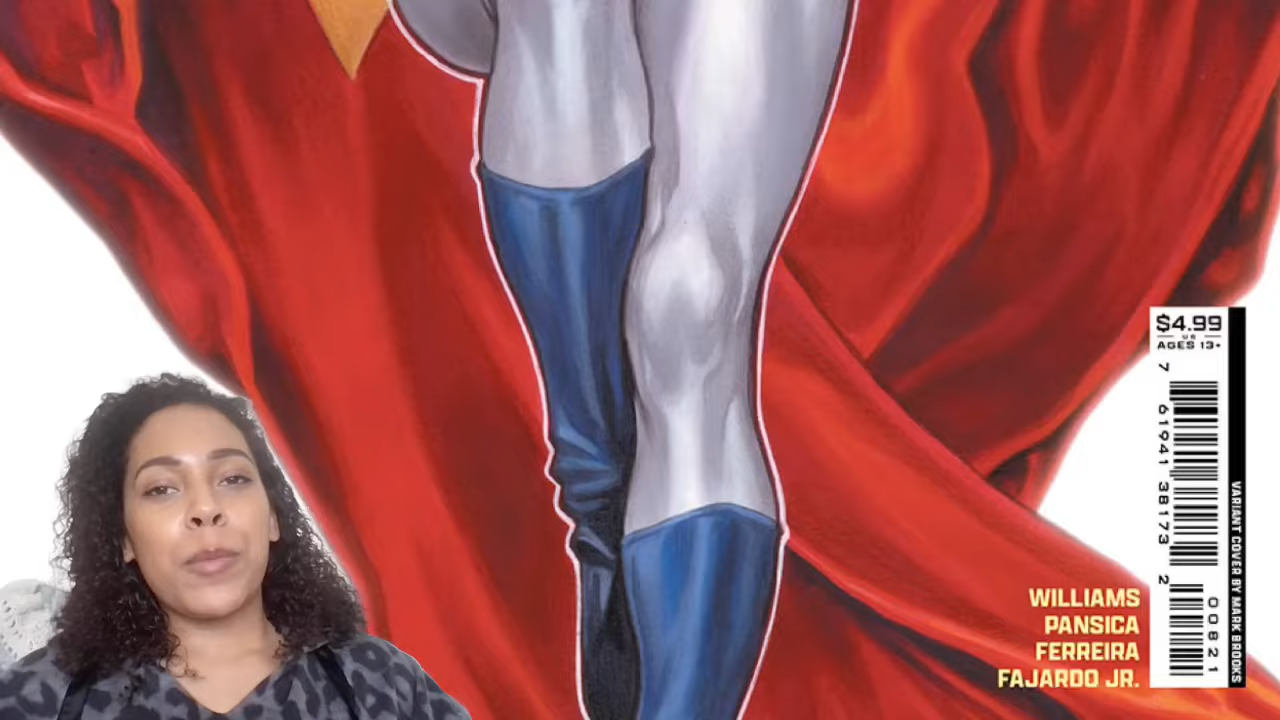 $4.99
US
AGES 13+
7 61941 38173 2
00821
VARIANT COVER BY MARK BROOKS
WILLIAMS
PANSICA
FERREIRA
FAJARDO JR.